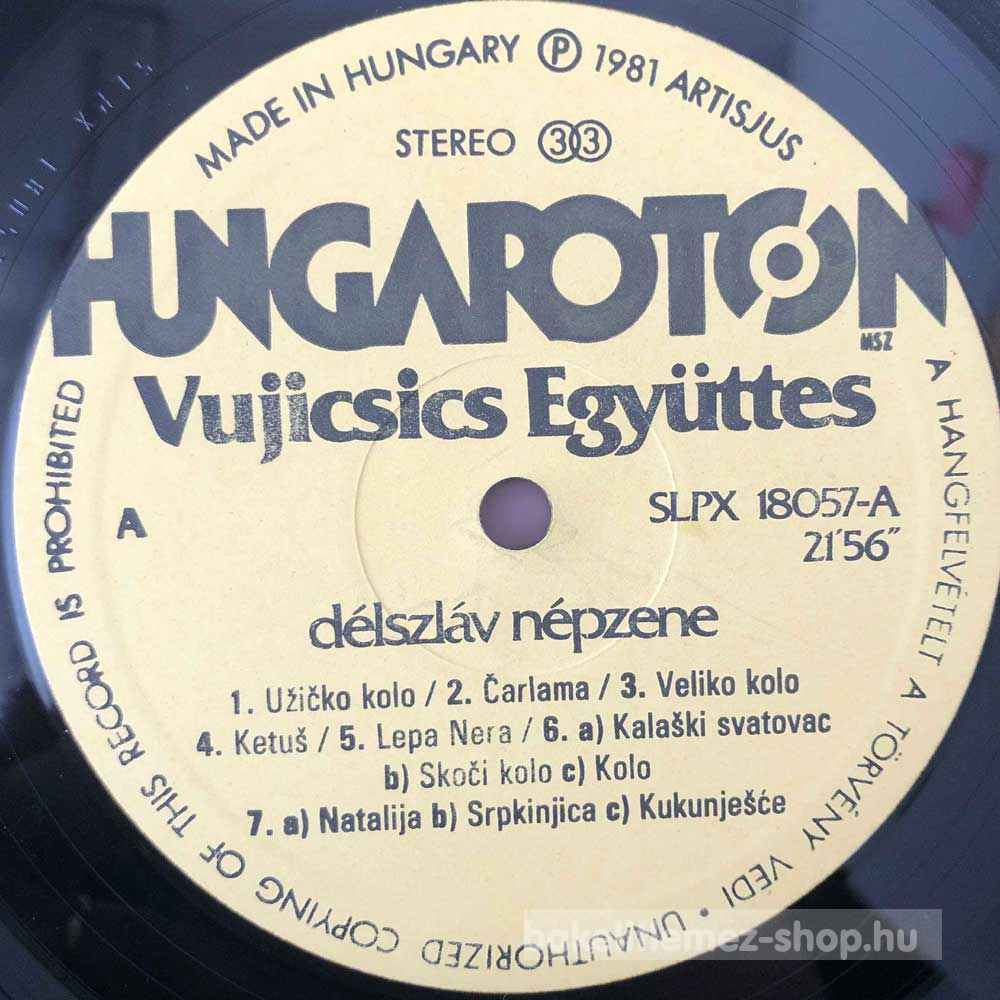 MADE IN HUNGARY Ⓟ 1981 ARTISJUS
STEREO 33
HUNGAROTON
MSZ
Vujicsics Együttes
A
SLPX 18057-A
21'56"
délszláv népzene
1. Užičko kolo / 2. Čarlama / 3. Veliko kolo
4. Ketuš / 5. Lepa Nera / 6. a) Kalaški svatovac
b) Skoči kolo c) Kolo
7. a) Natalija b) Srpkinjica c) Kukunješće
A HANGFELVÉTELT A TÖRVÉNY VÉDI • UNAUTHORIZED COPYING OF THIS RECORD IS PROHIBITED
bakelitlemez-shop.hu